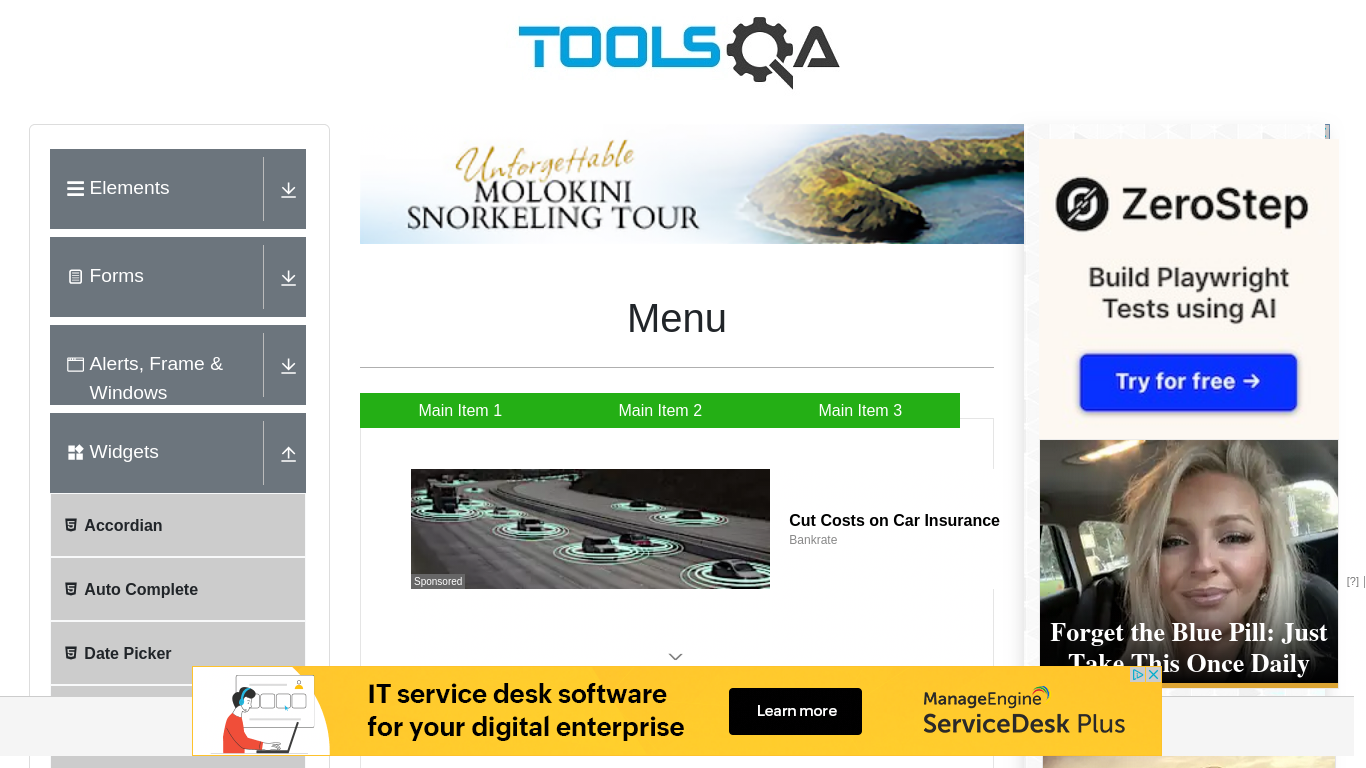 TOOLSQA
Elements
Forms
Alerts, Frame &
Windows
Widgets
Accordian
Auto Complete
Date Picker
Unforgettable
MOLOKINI
SNORKELING TOUR
Menu
Main Item 1
Main Item 2
Main Item 3
Sponsored
Cut Costs on Car Insurance
Bankrate
ZeroStep
Build Playwright
Tests using AI
Try for free →
Forget the Blue Pill: Just
Take This Once Daily
[?]
IT service desk software
for your digital enterprise
Learn more
ManageEngine
ServiceDesk Plus